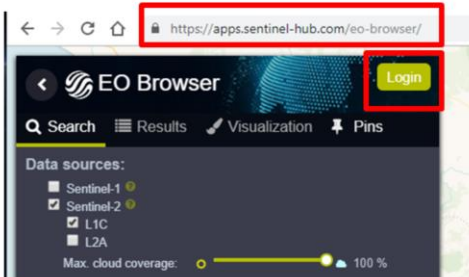 https://apps.sentinel-hub.com/eo-browser/
EO Browser
Login
Search Results Visualization Pins
Data sources:
Sentinel-1
Sentinel-2
L1C
L2A
Max. cloud coverage: 100 %